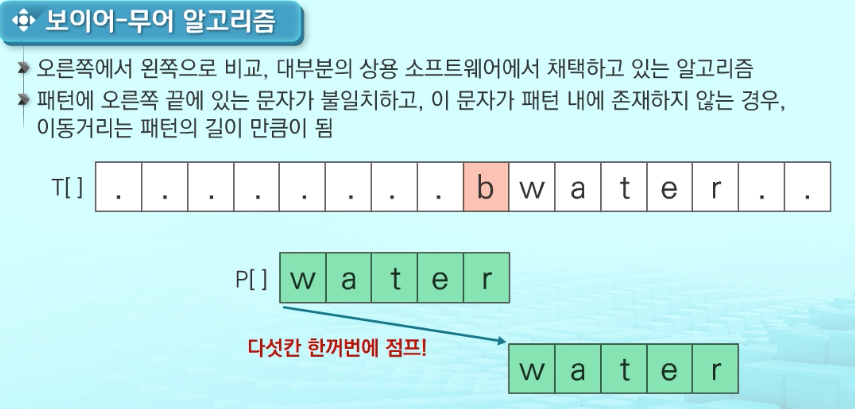 보이어-무어 알고리즘
오른쪽에서 왼쪽으로 비교, 대부분의 상용 소프트웨어에서 채택하고 있는 알고리즘
패턴에 오른쪽 끝에 있는 문자가 불일치하고, 이 문자가 패턴 내에 존재하지 않는 경우,
이동거리는 패턴의 길이 만큼이 됨
T[ ] . . . . . . . . b w a t e r . .
P[ ] w a t e r
다섯칸 한꺼번에 점프!
w a t e r